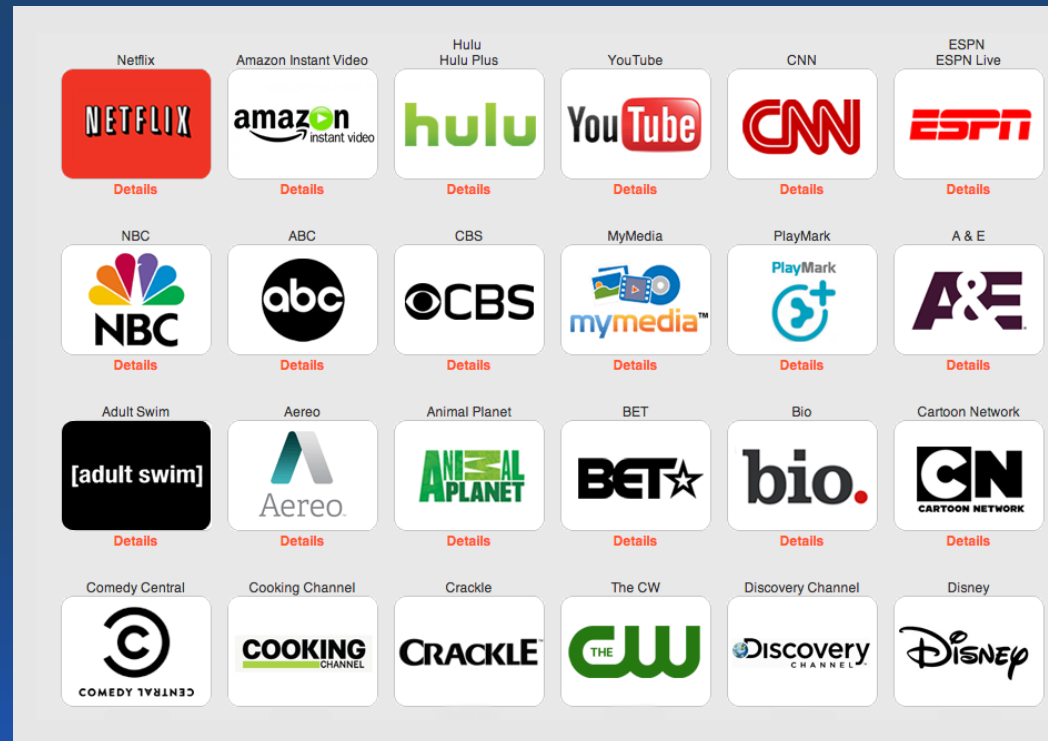 Netflix
Amazon Instant Video
Hulu
Hulu Plus
YouTube
CNN
ESPN
ESPN Live
NETFLIX
amazon
instant video
hulu
YouTube
CNN
ESPN
Details
Details
Details
Details
Details
Details
NBC
ABC
CBS
MyMedia
PlayMark
A & E
NBC
abc
CBS
mymedia™
PlayMark
A&E
Details
Details
Details
Details
Details
Details
Adult Swim
Aereo
Animal Planet
BET
Bio
Cartoon Network
[adult swim]
Aereo
ANIMAL
PLANET
BET
bio.
CN
CARTOON NETWORK
Details
Details
Details
Details
Details
Details
Comedy Central
Cooking Channel
Crackle
The CW
Discovery Channel
Disney
C
COMEDY CENTRAL
COOKING
CHANNEL
CRACKLE
THE CW
Discovery
CHANNEL
Disney